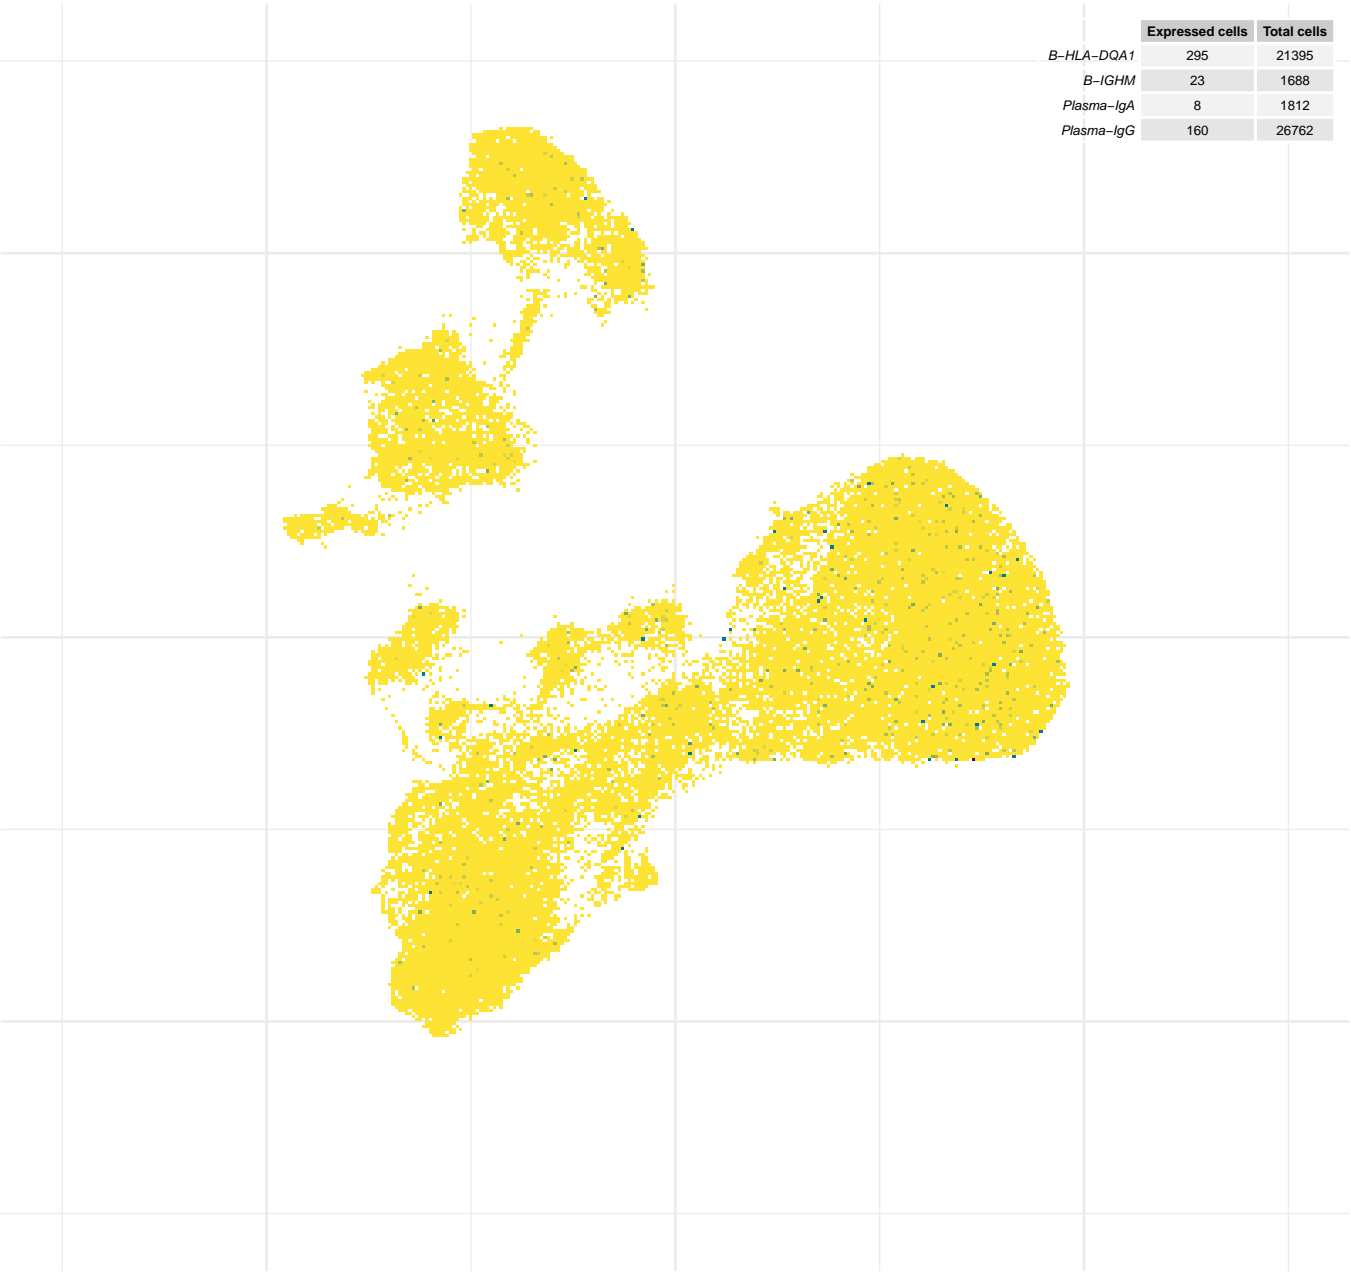 Expressed cells Total cells
B−HLA−DQA1 295 21395
B−IGHM 23 1688
Plasma−IgA 8 1812
Plasma−IgG 160 26762